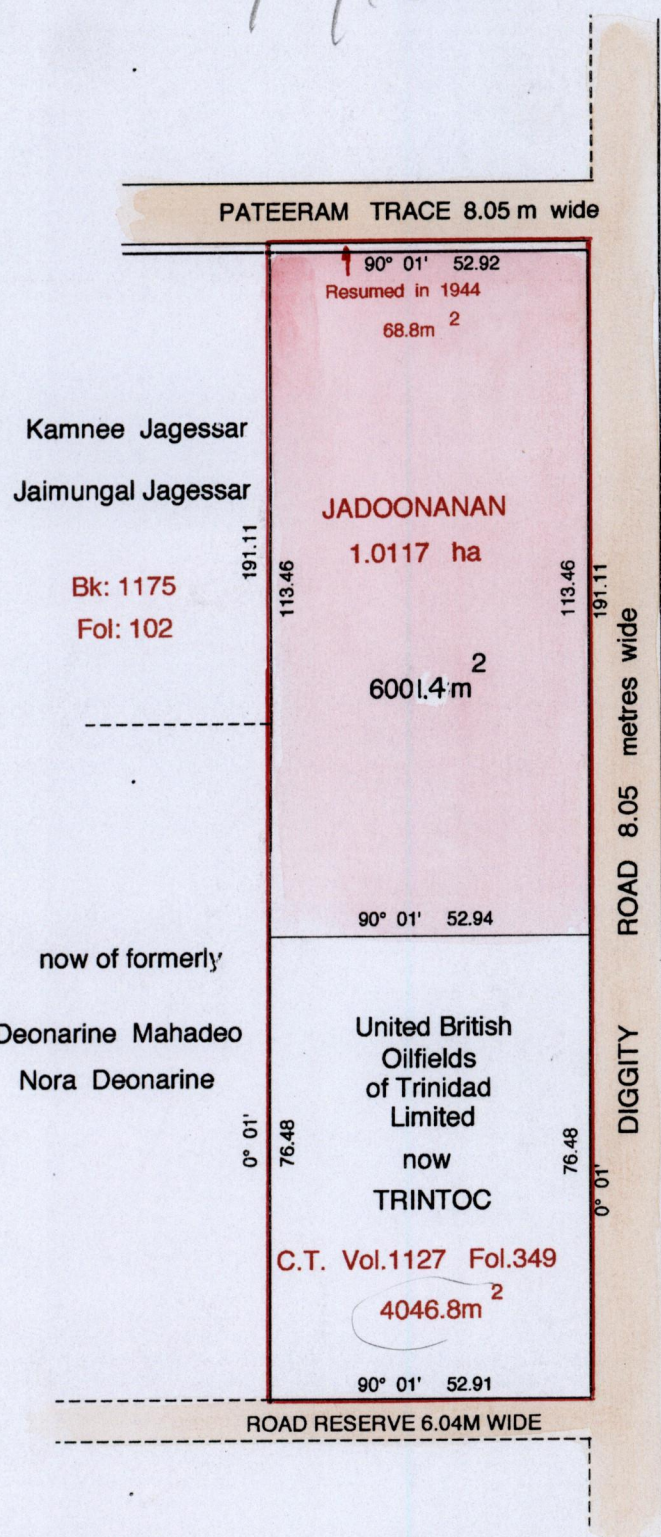 PATEERAM TRACE 8.05 m wide
90° 01' 52.92
Resumed in 1944
68.8m 2
Kamnee Jagessar
Jaimungal Jagessar
Bk: 1175
Fol: 102
191.11
113.46
JADOONANAN
1.0117 ha
6001.4 m 2
113.46
191.11
DIGGITY ROAD 8.05 metres wide
90° 01' 52.94
now of formerly
Deonarine Mahadeo
Nora Deonarine
0° 01'
76.48
United British
Oilfields
of Trinidad
Limited
now
TRINTOC
C.T. Vol.1127 Fol.349
4046.8m 2
76.48
0° 01'
90° 01' 52.91
ROAD RESERVE 6.04M WIDE